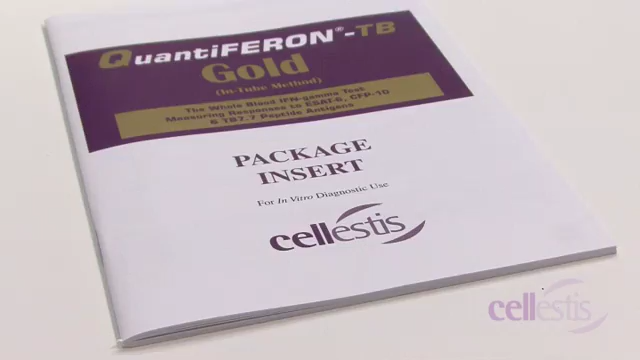 QuantiFERON®-TB
Gold
(In-Tube Method)
The Whole Blood IFN-gamma Test
Measuring Responses to ESAT-6, CFP-10
& TB7.7 Peptide Antigens
PACKAGE
INSERT
For In Vitro Diagnostic Use
cellestis
cellestis